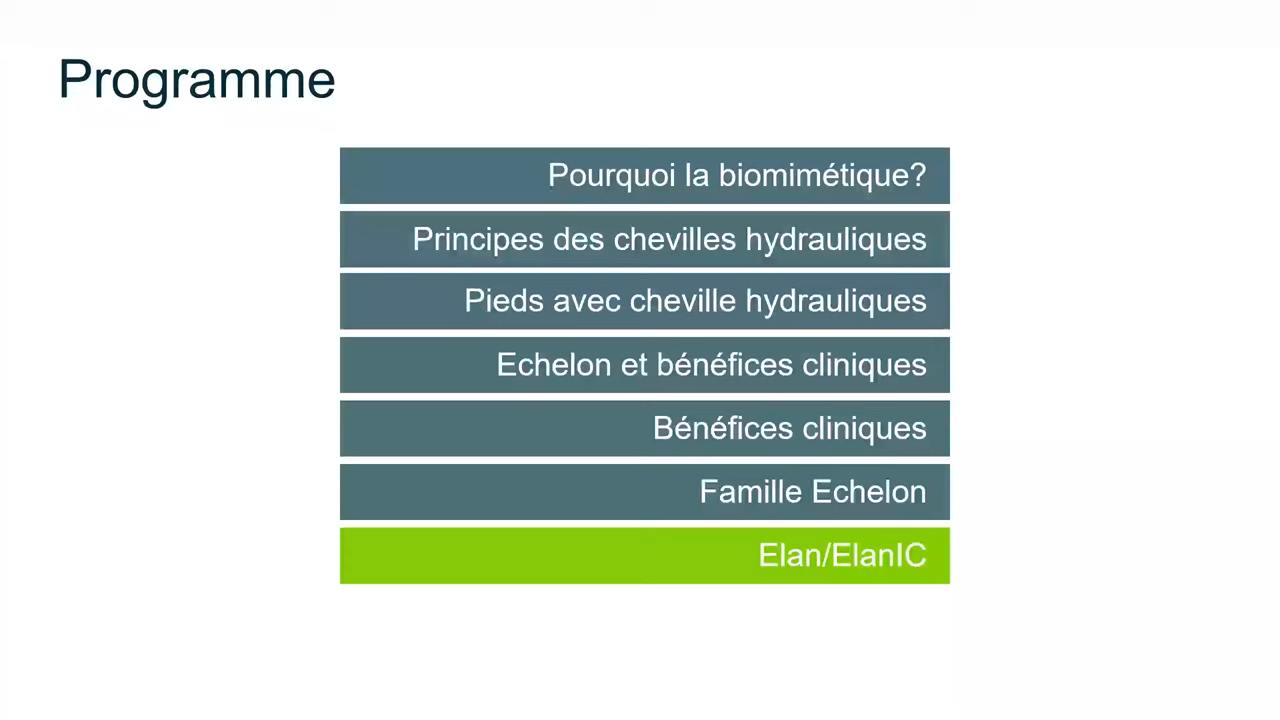 Programme
Pourquoi la biomimétique?
Principes des chevilles hydrauliques
Pieds avec cheville hydrauliques
Echelon et bénéfices cliniques
Bénéfices cliniques
Famille Echelon
Elan/ElanIC